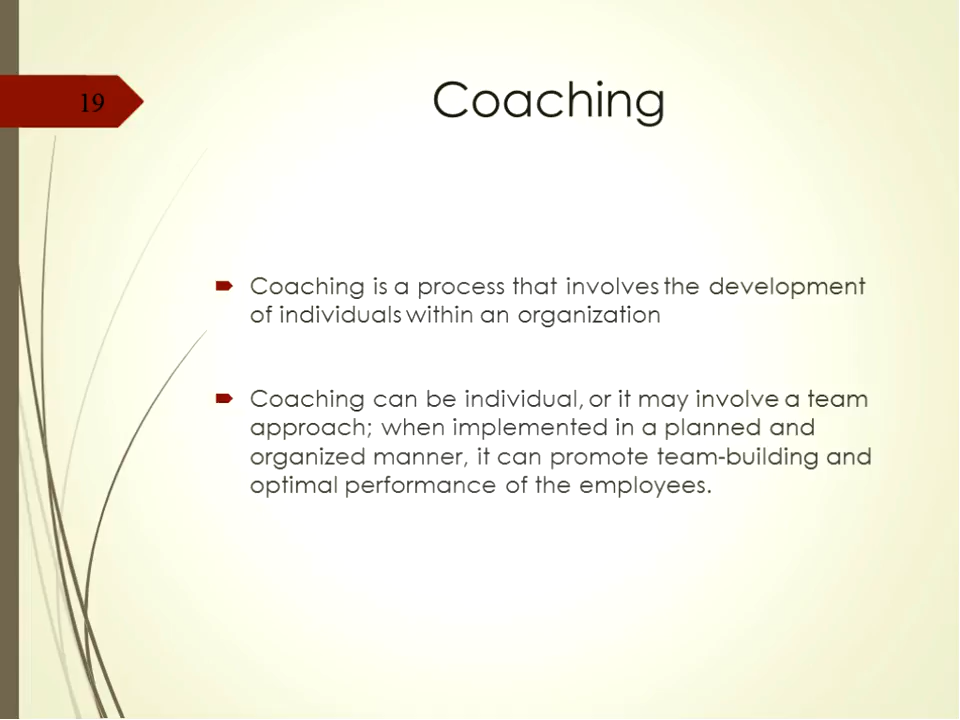 19
Coaching
Coaching is a process that involves the development
of individuals within an organization
Coaching can be individual, or it may involve a team
approach; when implemented in a planned and
organized manner, it can promote team-building and
optimal performance of the employees.